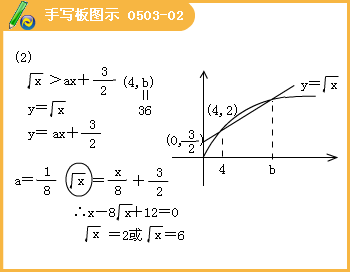 手写板图示 0503-02
(2)
√x >ax+3/2 (4,b)
y=√x
=
36
y= ax+3/2
a=1/8 √x=x/8+3/2
∴x-8√x+12=0
√x =2或√x=6
y=√x
(4,2)
(0,3/2)
4
b